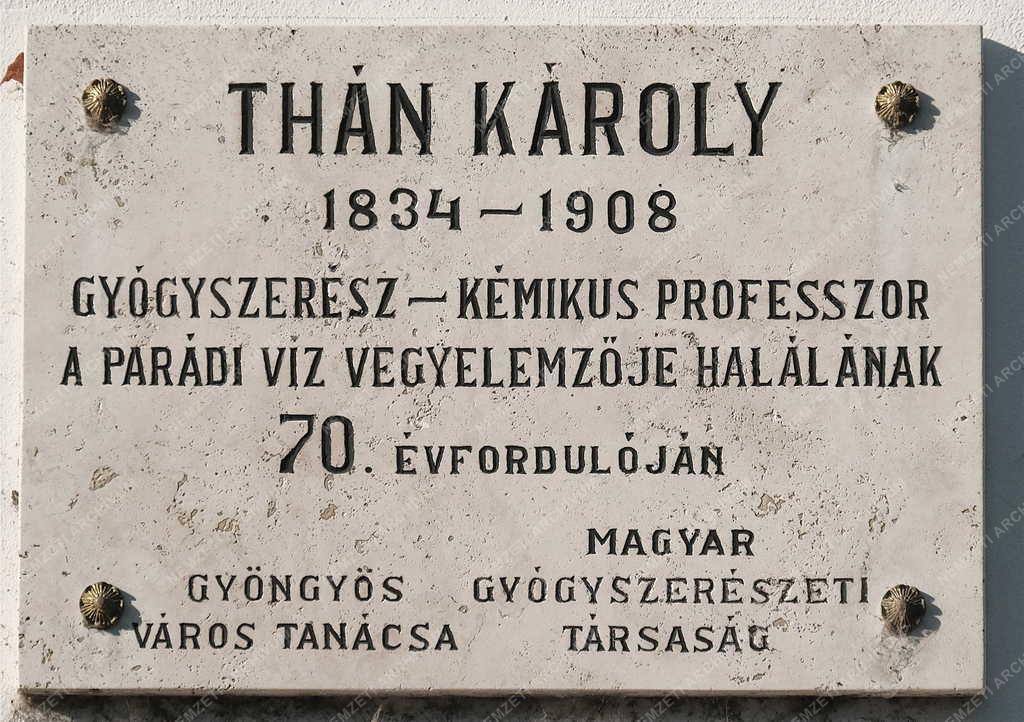 THÁN KÁROLY
1834 – 1908
GYÓGYSZERÉSZ – KÉMIKUS PROFESSZOR
A PARÁDI VIZ VEGYELEMZŐJE HALÁLÁNAK
70. ÉVFORDULÓJÁN
GYÖNGYÖS
VÁROS TANÁCSA
MAGYAR
GYÓGYSZERÉSZETI
TÁRSASÁG